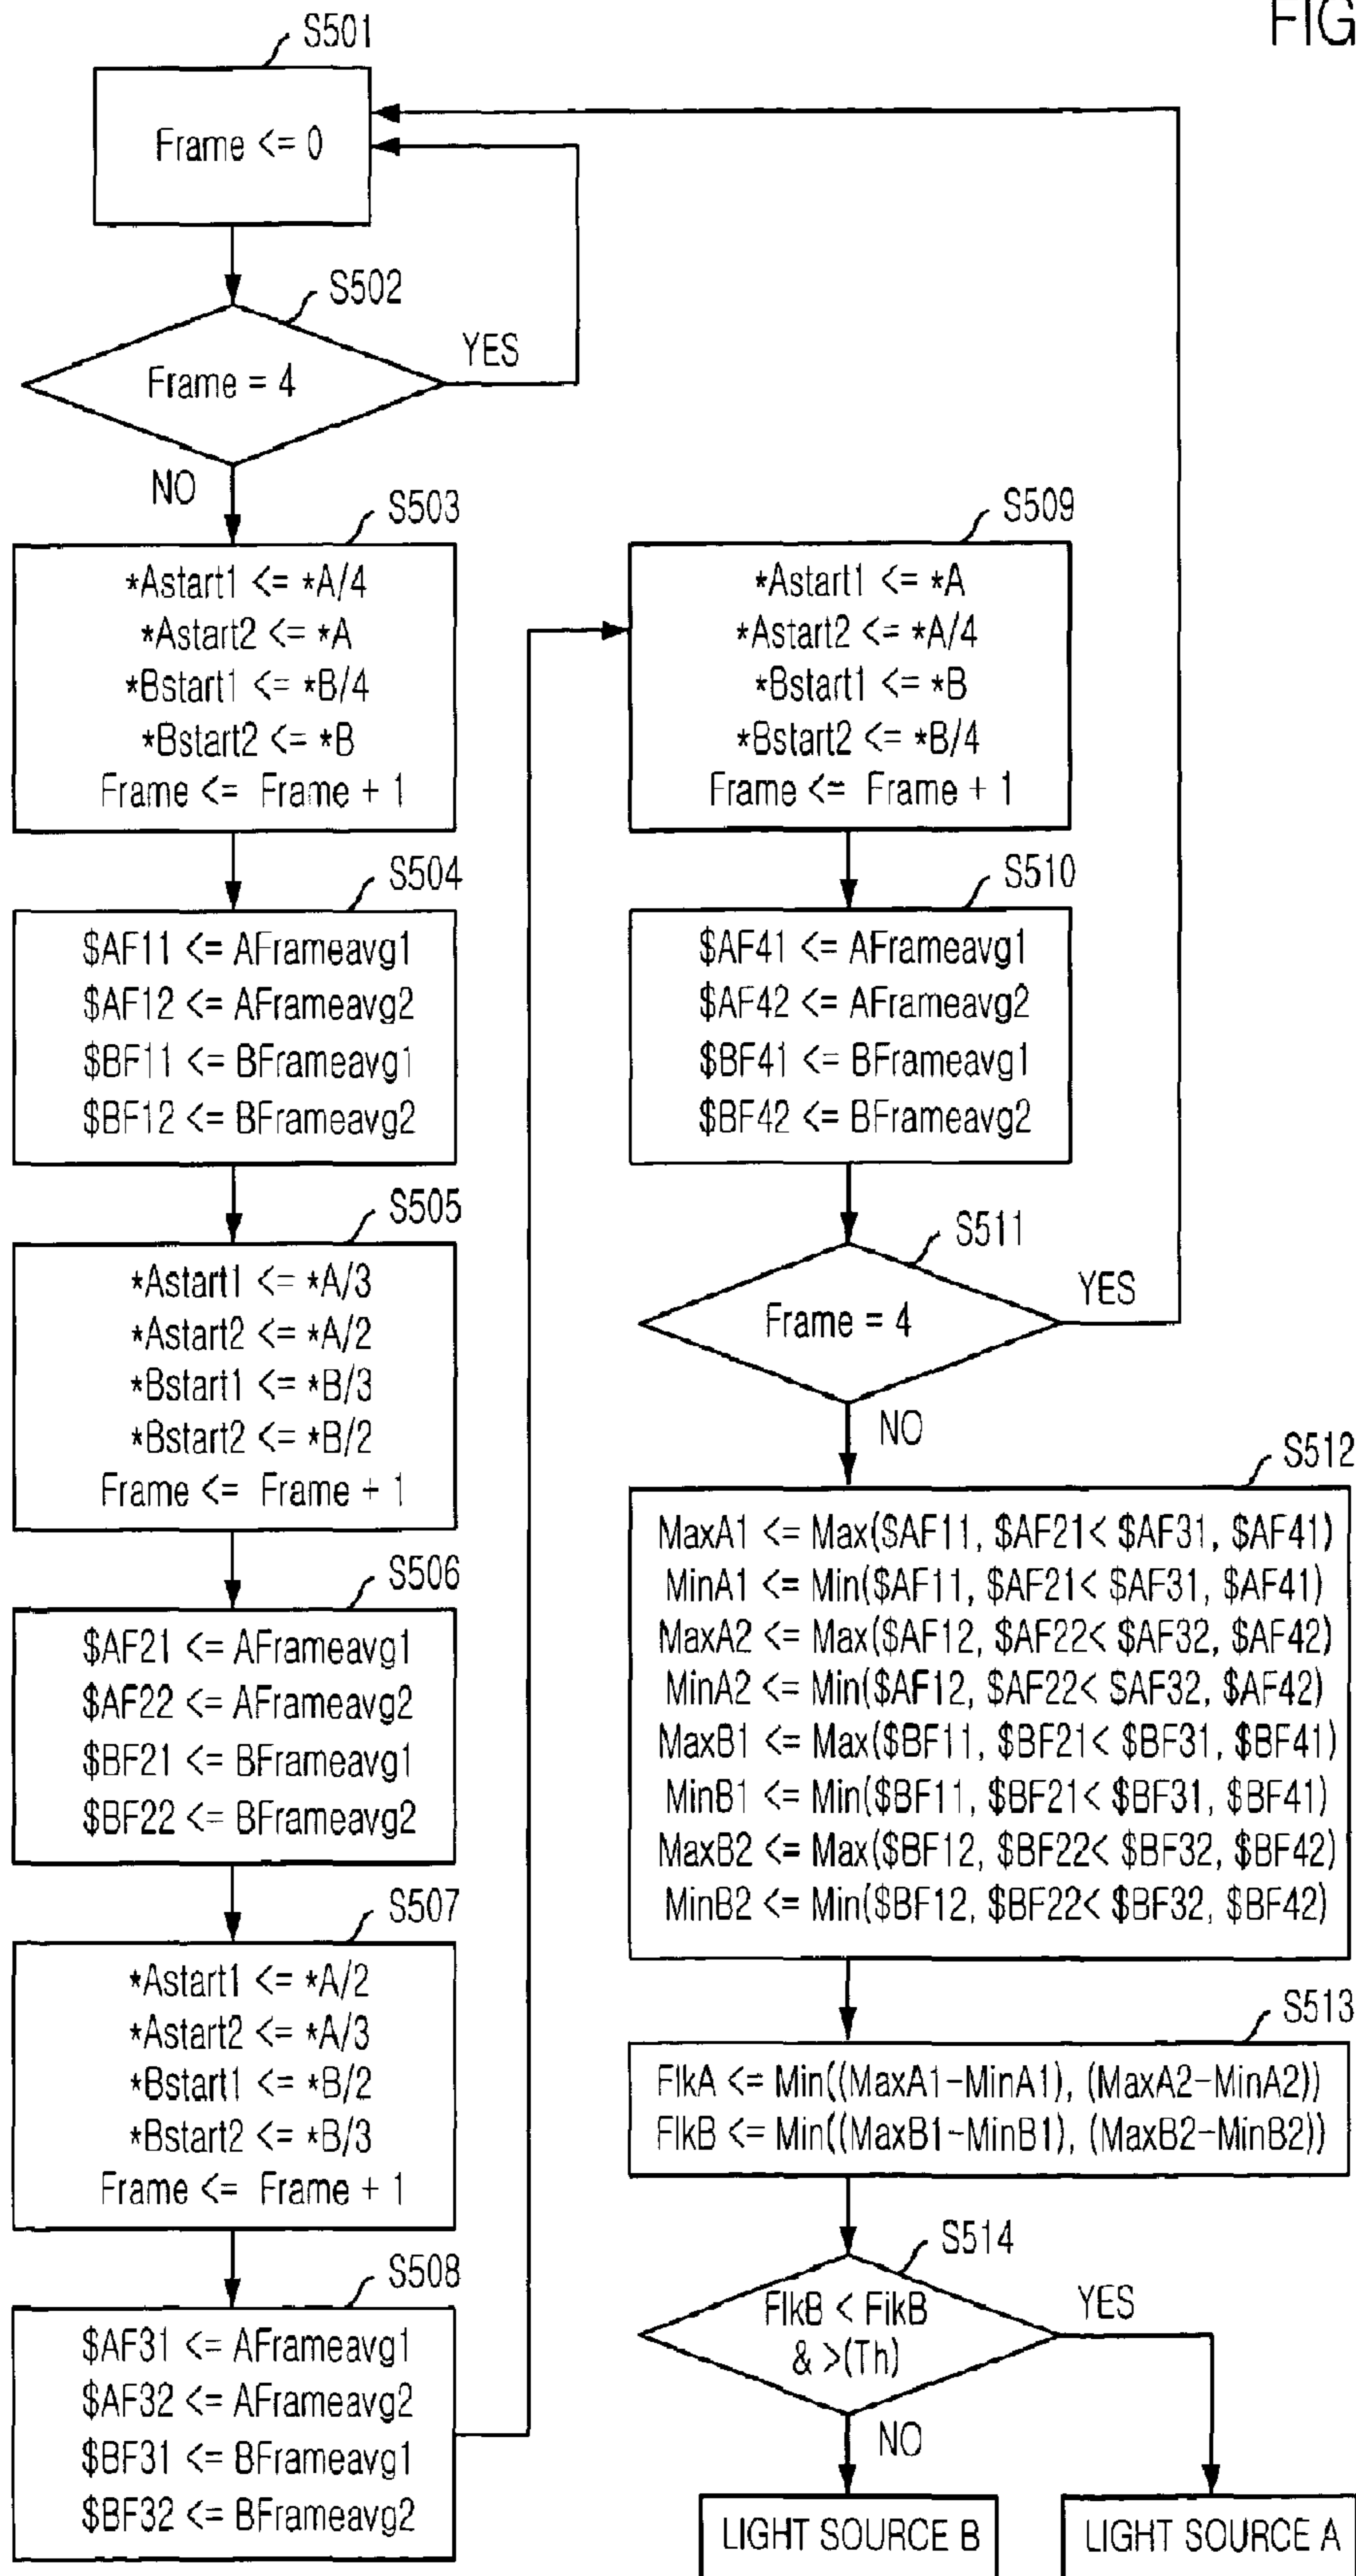 FIG
S501
Frame <= 0
S502
Frame = 4
YES
NO
S503
*Astart1 <= *A/4
*Astart2 <= *A
*Bstart1 <= *B/4
*Bstart2 <= *B
Frame <= Frame + 1
S504
$AF11 <= AFrameavg1
$AF12 <= AFrameavg2
$BF11 <= BFrameavg1
$BF12 <= BFrameavg2
S505
*Astart1 <= *A/3
*Astart2 <= *A/2
*Bstart1 <= *B/3
*Bstart2 <= *B/2
Frame <= Frame + 1
S506
$AF21 <= AFrameavg1
$AF22 <= AFrameavg2
$BF21 <= BFrameavg1
$BF22 <= BFrameavg2
S507
*Astart1 <= *A/2
*Astart2 <= *A/3
*Bstart1 <= *B/2
*Bstart2 <= *B/3
Frame <= Frame + 1
S508
$AF31 <= AFrameavg1
$AF32 <= AFrameavg2
$BF31 <= BFrameavg1
$BF32 <= BFrameavg2
S509
*Astart1 <= *A
*Astart2 <= *A/4
*Bstart1 <= *B
*Bstart2 <= *B/4
Frame <= Frame + 1
S510
$AF41 <= AFrameavg1
$AF42 <= AFrameavg2
$BF41 <= BFrameavg1
$BF42 <= BFrameavg2
S511
Frame = 4
YES
NO
S512
MaxA1 <= Max($AF11, $AF21< $AF31, $AF41)
MinA1 <= Min($AF11, $AF21< $AF31, $AF41)
MaxA2 <= Max($AF12, $AF22< $AF32, $AF42)
MinA2 <= Min($AF12, $AF22< $AF32, $AF42)
MaxB1 <= Max($BF11, $BF21< $BF31, $BF41)
MinB1 <= Min($BF11, $BF21< $BF31, $BF41)
MaxB2 <= Max($BF12, $BF22< $BF32, $BF42)
MinB2 <= Min($BF12, $BF22< $BF32, $BF42)
S513
FlkA <= Min((MaxA1-MinA1), (MaxA2-MinA2))
FlkB <= Min((MaxB1-MinB1), (MaxB2-MinB2))
S514
FlkB < FikB
& >(Th)
YES
NO
LIGHT SOURCE B
LIGHT SOURCE A